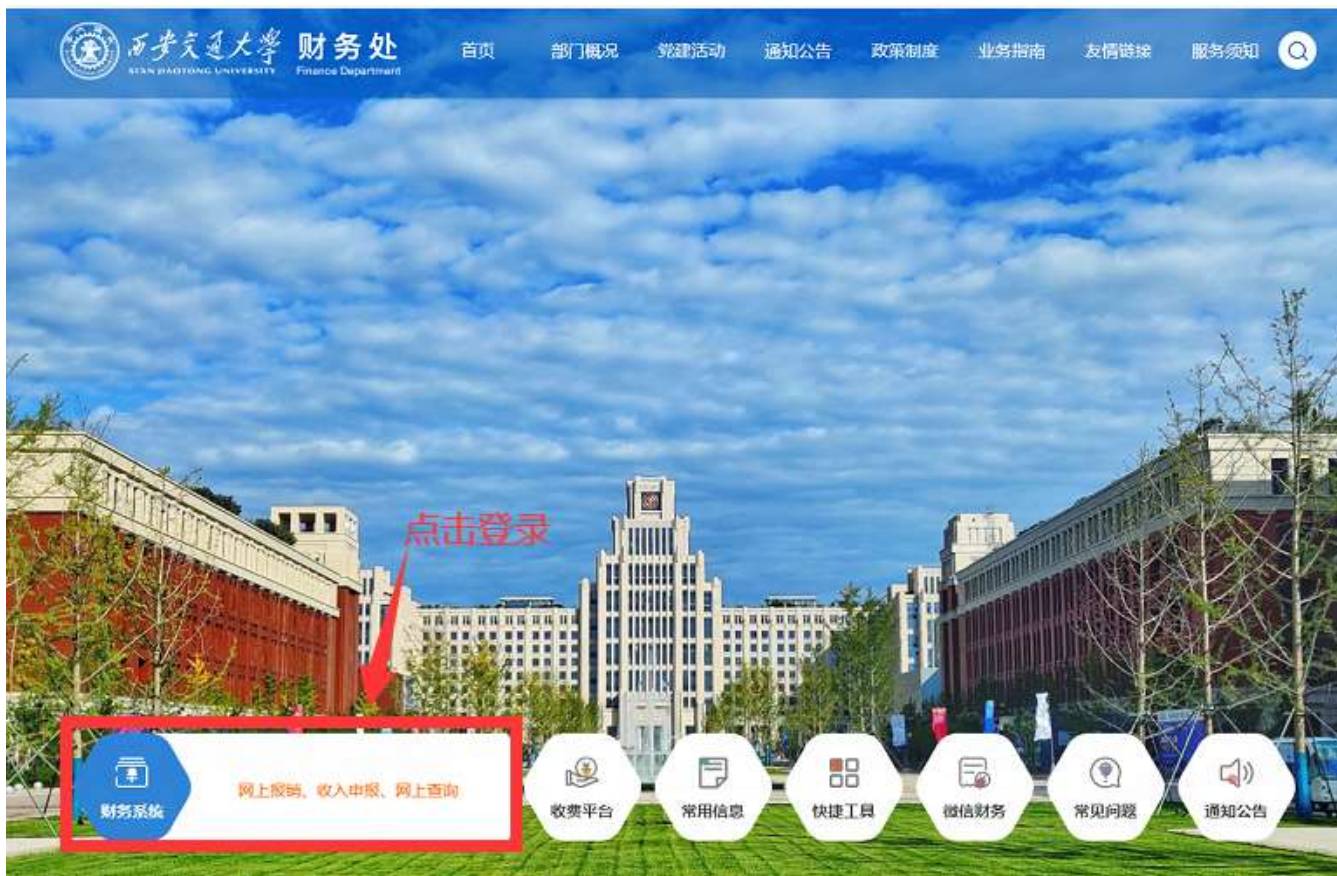 西安交通大學
XI'AN JIAOTONG UNIVERSITY
财务处
Finance Department
首页
部门概况
党建活动
通知公告
政策制度
业务指南
友情链接
服务须知
点击登录
财务系统
网上报销、收入申报、网上查询
收费平台
常用信息
快捷工具
微信财务
常见问题
通知公告